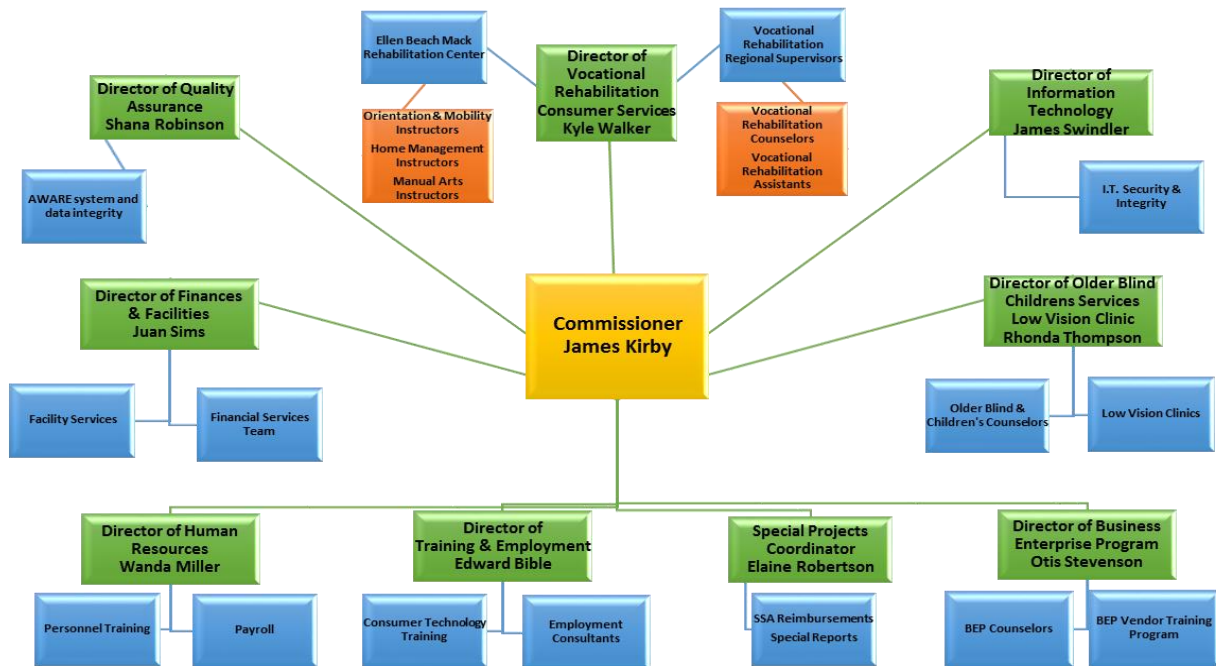 Ellen Beach Mack
Rehabilitation Center
Director of
Vocational
Rehabilitation
Consumer Services
Kyle Walker
Vocational
Rehabilitation
Regional Supervisors
Director of Quality
Assurance
Shana Robinson
Orientation & Mobility
Instructors
Home Management
Instructors
Manual Arts
Instructors
Vocational
Rehabilitation
Counselors
Vocational
Rehabilitation
Assistants
Director of
Information
Technology
James Swindler
AWARE system and
data integrity
I.T. Security &
Integrity
Director of Finances
& Facilities
Juan Sims
Commissioner
James Kirby
Director of Older Blind
Childrens Services
Low Vision Clinic
Rhonda Thompson
Facility Services
Financial Services
Team
Older Blind &
Children's Counselors
Low Vision Clinics
Director of Human
Resources
Wanda Miller
Director of
Training & Employment
Edward Bible
Special Projects
Coordinator
Elaine Robertson
Director of Business
Enterprise Program
Otis Stevenson
Personnel Training
Payroll
Consumer Technology
Training
Employment
Consultants
SSA Reimbursements
Special Reports
BEP Counselors
BEP Vendor Training
Program